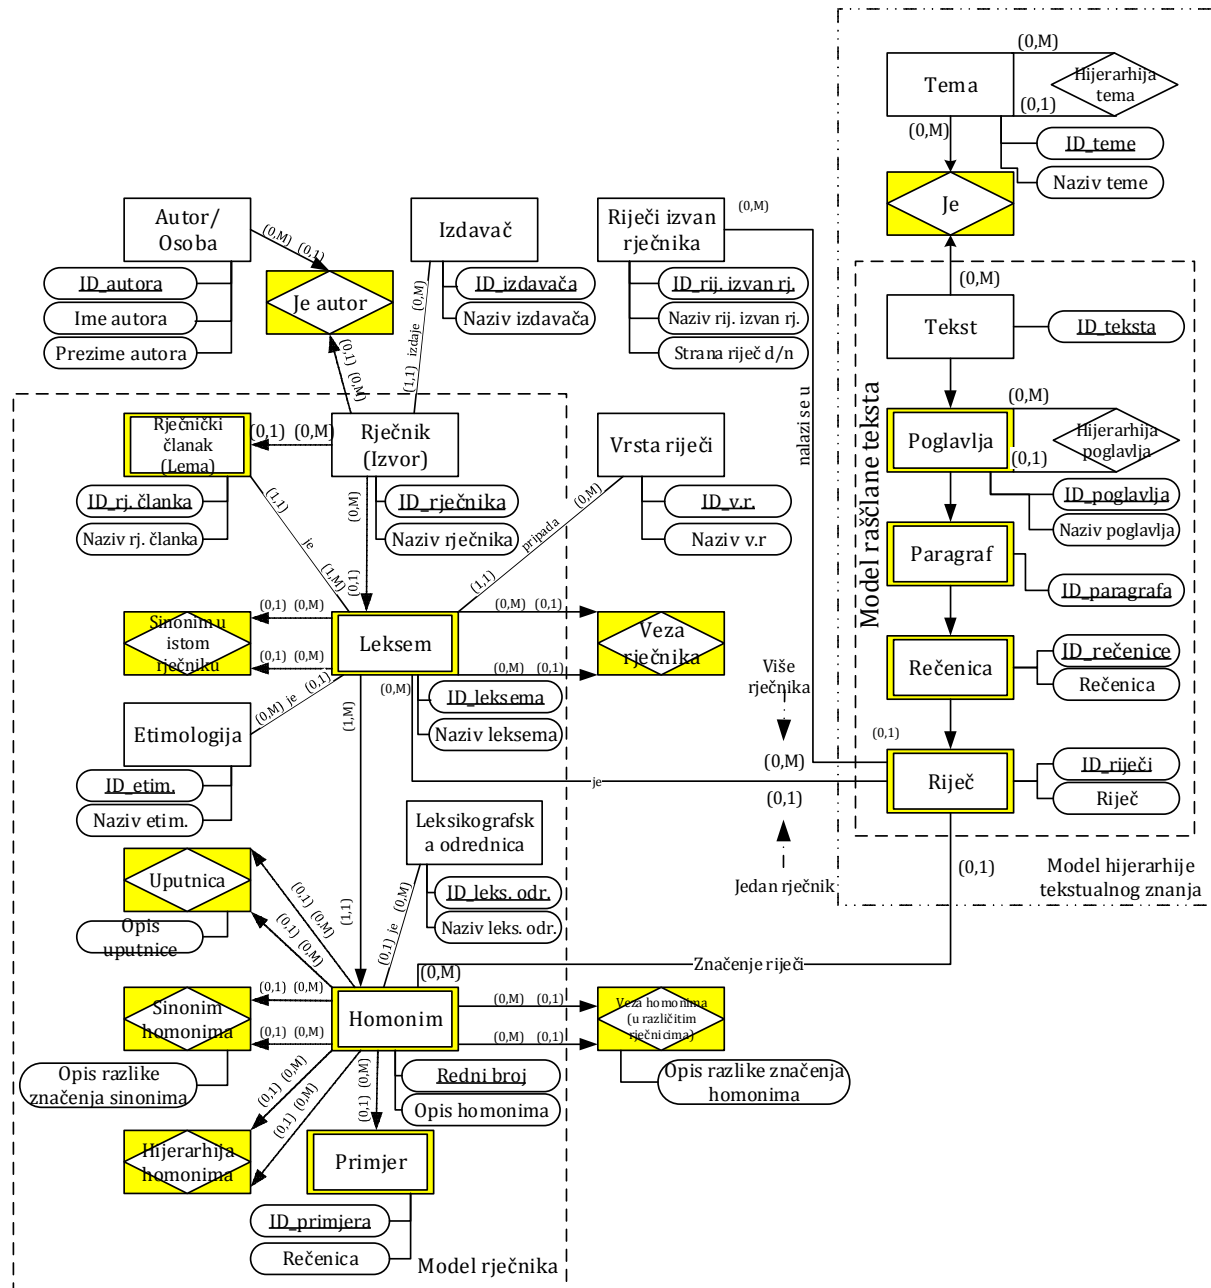 (0,M)
Tema
Hijerarhija
tema
(0,1)
(0,M)
ID_teme
Naziv teme
Je
(0,M)
Autor/
Osoba
(0,M) (0,1)
Je autor
ID_autora
Ime autora
Prezime autora
(0,1) (0,M)
Izdavač
ID_izdavača
Naziv izdavača
(1,1) izdaje (0,M)
Riječi izvan
rječnika
(0,M)
ID_rij. izvan rj.
Naziv rij. izvan rj.
Strana riječ d/n
nalazi se u
Tekst
ID_teksta
Model raščlane teksta
(0,M)
Poglavlja
Hijerarhija
poglavlja
(0,1)
ID_poglavlja
Naziv poglavlja
Paragraf
ID_paragrafa
Rečenica
ID_rečenice
Rečenica
(0,1)
Riječ
ID_riječi
Riječ
(0,1)
Model hijerarhije
tekstualnog znanja
Rječnički
članak
(Lema)
(0,1) (0,M)
Rječnik
(Izvor)
Vrsta riječi
ID_rj. članka
Naziv rj. članka
ID_rječnika
Naziv rječnika
ID_v.r.
Naziv v.r
(1,1) je (1,M)
(0,M)
(0,1)
(1,1) pripada (0,M)
Sinonim u
istom
rječniku
(0,1) (0,M)
(0,1) (0,M)
Leksem
(0,M) (0,1)
(0,M) (0,1)
Veza
rječnika
(0,M)
ID_leksema
Naziv leksema
(0,M) je (0,1)
Etimologija
ID_etim.
Naziv etim.
(1,M)
(1,1)
je
Više
rječnika
(0,M)
(0,1)
Jedan rječnik
Leksikografsk
a odrednica
ID_leks. odr.
Naziv leks. odr.
(0,1) je (0,M)
Uputnica
Opis
uputnice
(0,1) (0,M)
(0,1) (0,M)
(0,M)
Značenje riječi
Sinonim
homonima
(0,1) (0,M)
(0,1) (0,M)
Homonim
(0,M) (0,1)
(0,M) (0,1)
Veza homonima
(u različitim
rječnicima)
Opis razlike
značenja sinonima
Opis razlike značenja
homonima
Redni broj
Opis homonima
(0,1) (0,M)
(0,1) (0,M)
(0,1) (0,M)
Hijerarhija
homonima
Primjer
ID_primjera
Rečenica
Model rječnika